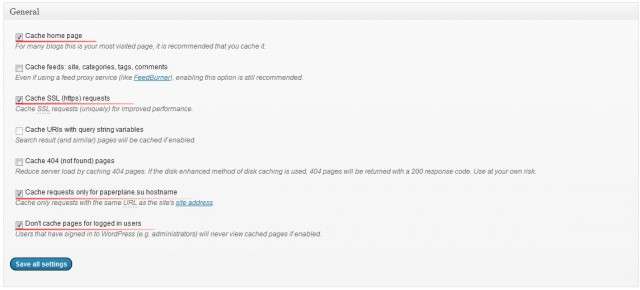 General
Cache home page
For many blogs this is your most visited page, it is recommended that you cache it.
Cache feeds: site, categories, tags, comments
Even if using a feed proxy service (like FeedBurner), enabling this option is still recommended.
Cache SSL (https) requests
Cache SSL requests (uniquely) for improved performance.
Cache URIs with query string variables
Search result (and similar) pages will be cached if enabled.
Cache 404 (not found) pages
Reduce server load by caching 404 pages. If the disk enhanced method of disk caching is used, 404 pages will be returned with a 200 response code. Use at your own risk.
Cache requests only for paperplane.su hostname
Cache only requests with the same URL as the site's site address.
Don't cache pages for logged in users
Users that have signed in to WordPress (e.g. administrators) will never view cached pages if enabled.
Save all settings